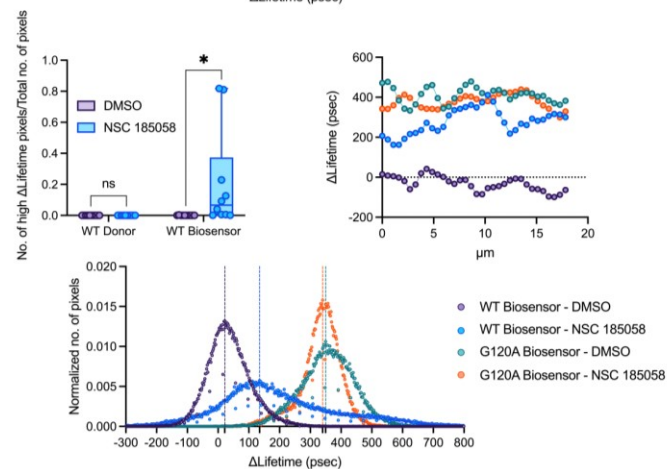 ΔLifetime (psec)
No. of high ΔLifetime pixels/Total no. of pixels
1.0
0.8
0.6
0.4
0.2
0.0
DMSO
NSC 185058
ns
*
WT Donor
WT Biosensor
ΔLifetime (psec)
600
400
200
0
-200
0
5
10
15
20
μm
Normalized no. of pixels
0.020
0.015
0.010
0.005
0.000
-300
-200
-100
0
100
200
300
400
500
600
700
800
ΔLifetime (psec)
WT Biosensor - DMSO
WT Biosensor - NSC 185058
G120A Biosensor - DMSO
G120A Biosensor - NSC 185058